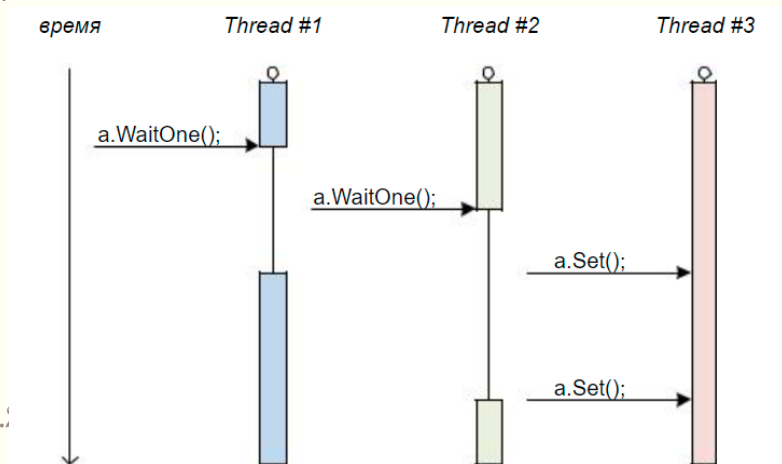 время Thread #1 Thread #2 Thread #3
a.WaitOne();
a.WaitOne();
a.Set();
a.Set();